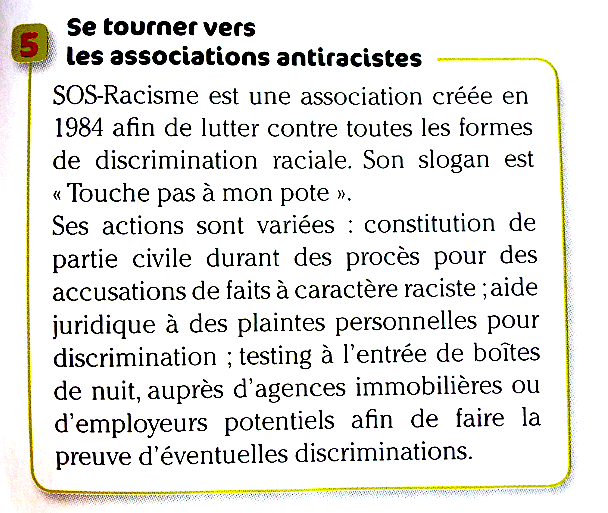 5
Se tourner vers
les associations antiracistes
SOS-Racisme est une association créée en
1984 afin de lutter contre toutes les formes
de discrimination raciale. Son slogan est
« Touche pas à mon pote ».
Ses actions sont variées : constitution de
partie civile durant des procès pour des
accusations de faits à caractère raciste ; aide
juridique à des plaintes personnelles pour
discrimination ; testing à l'entrée de boîtes
de nuit, auprès d'agences immobilières ou
d'employeurs potentiels afin de faire la
preuve d'éventuelles discriminations.